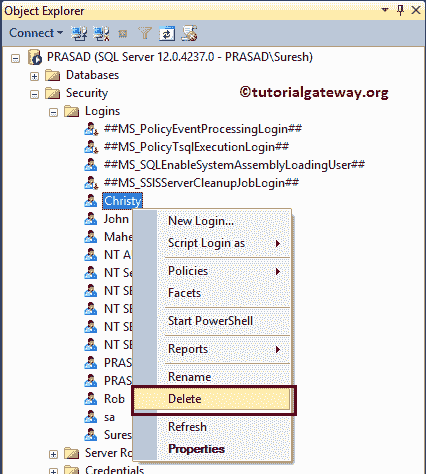 Object Explorer
Connect
PRASAD (SQL Server 12.0.4237.0 - PRASAD\Suresh)
Databases
Security
©tutorialgateway.org
Logins
##MS_PolicyEventProcessingLogin##
##MS_PolicyTsqlExecutionLogin##
##MS_SQLEnableSystemAssemblyLoadingUser##
##MS_SSISServerCleanupJobLogin##
Christy
John
Mahe
NT A
NT Se
NT SE
NT SE
NT SE
NT SE
PRAS
PRAS
Rob
sa
Sures
Server Ro
Credentials
New Login...
Script Login as
Policies
Facets
Start PowerShell
Reports
Rename
Delete
Refresh
Properties